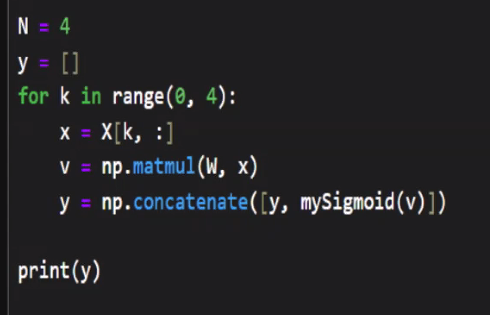 N = 4
y = []
for k in range(0, 4):
    x = X[k, :]
    v = np.matmul(W, x)
    y = np.concatenate([y, mySigmoid(v)])
print(y)